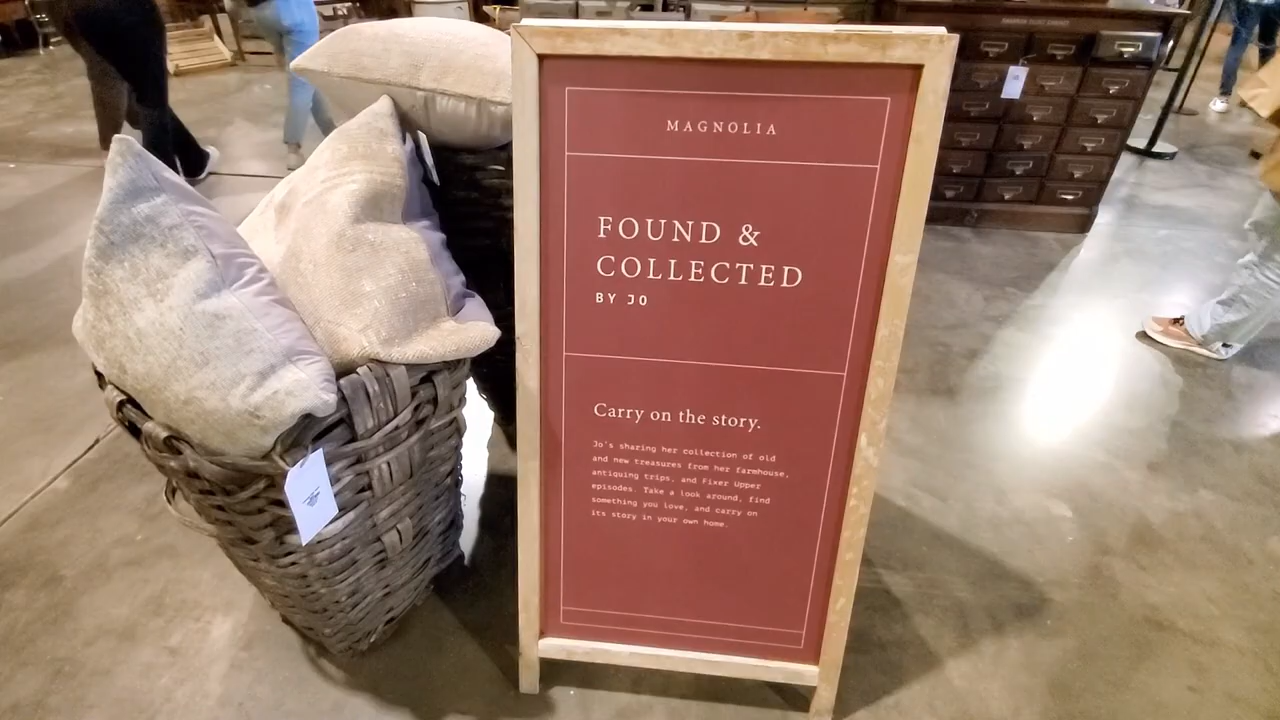 MAGNOLIA
FOUND &
COLLECTED
BY JO
Carry on the story.
Jo's sharing her collection of old
and new treasures from her farmhouse,
antiquing trips, and Fixer Upper
episodes. Take a look around, find
something you love, and carry on
its story in your own home.